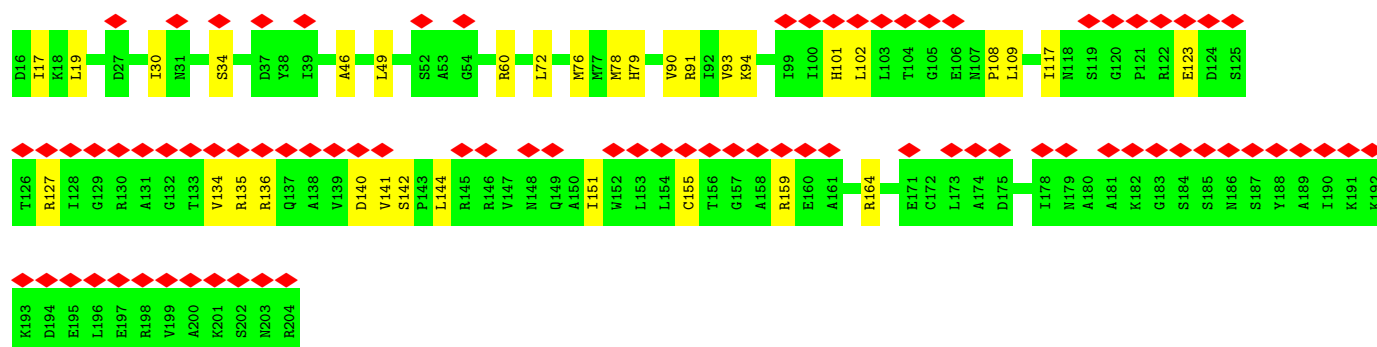 D16 I17 K18 L19 D27 I30 N31 S34 D37 Y38 I39 A46 L49 S52 A53 G54 R60 L72 M76 M77 M78 H79 V90 R91 I92 V93 K94 I99 I100 H101 L102 L103 T104 G105 E106 N107 P108 L109 I117 N118 S119 G120 P121 R122 E123 D124 S125
T126 R127 I128 G129 R130 A131 G132 T133 V134 R135 R136 Q137 A138 V139 D140 V141 S142 P143 L144 R145 R146 V147 N148 Q149 A150 I151 W152 L153 L154 C155 T156 G157 A158 R159 E160 A161 R164 E171 C172 L173 A174 D175 I178 N179 A180 A181 K182 G183 S184 S185 N186 S187 Y188 A189 I190 K191 K192
K193 D194 E195 L196 E197 R198 V199 A200 K201 S202 N203 R204